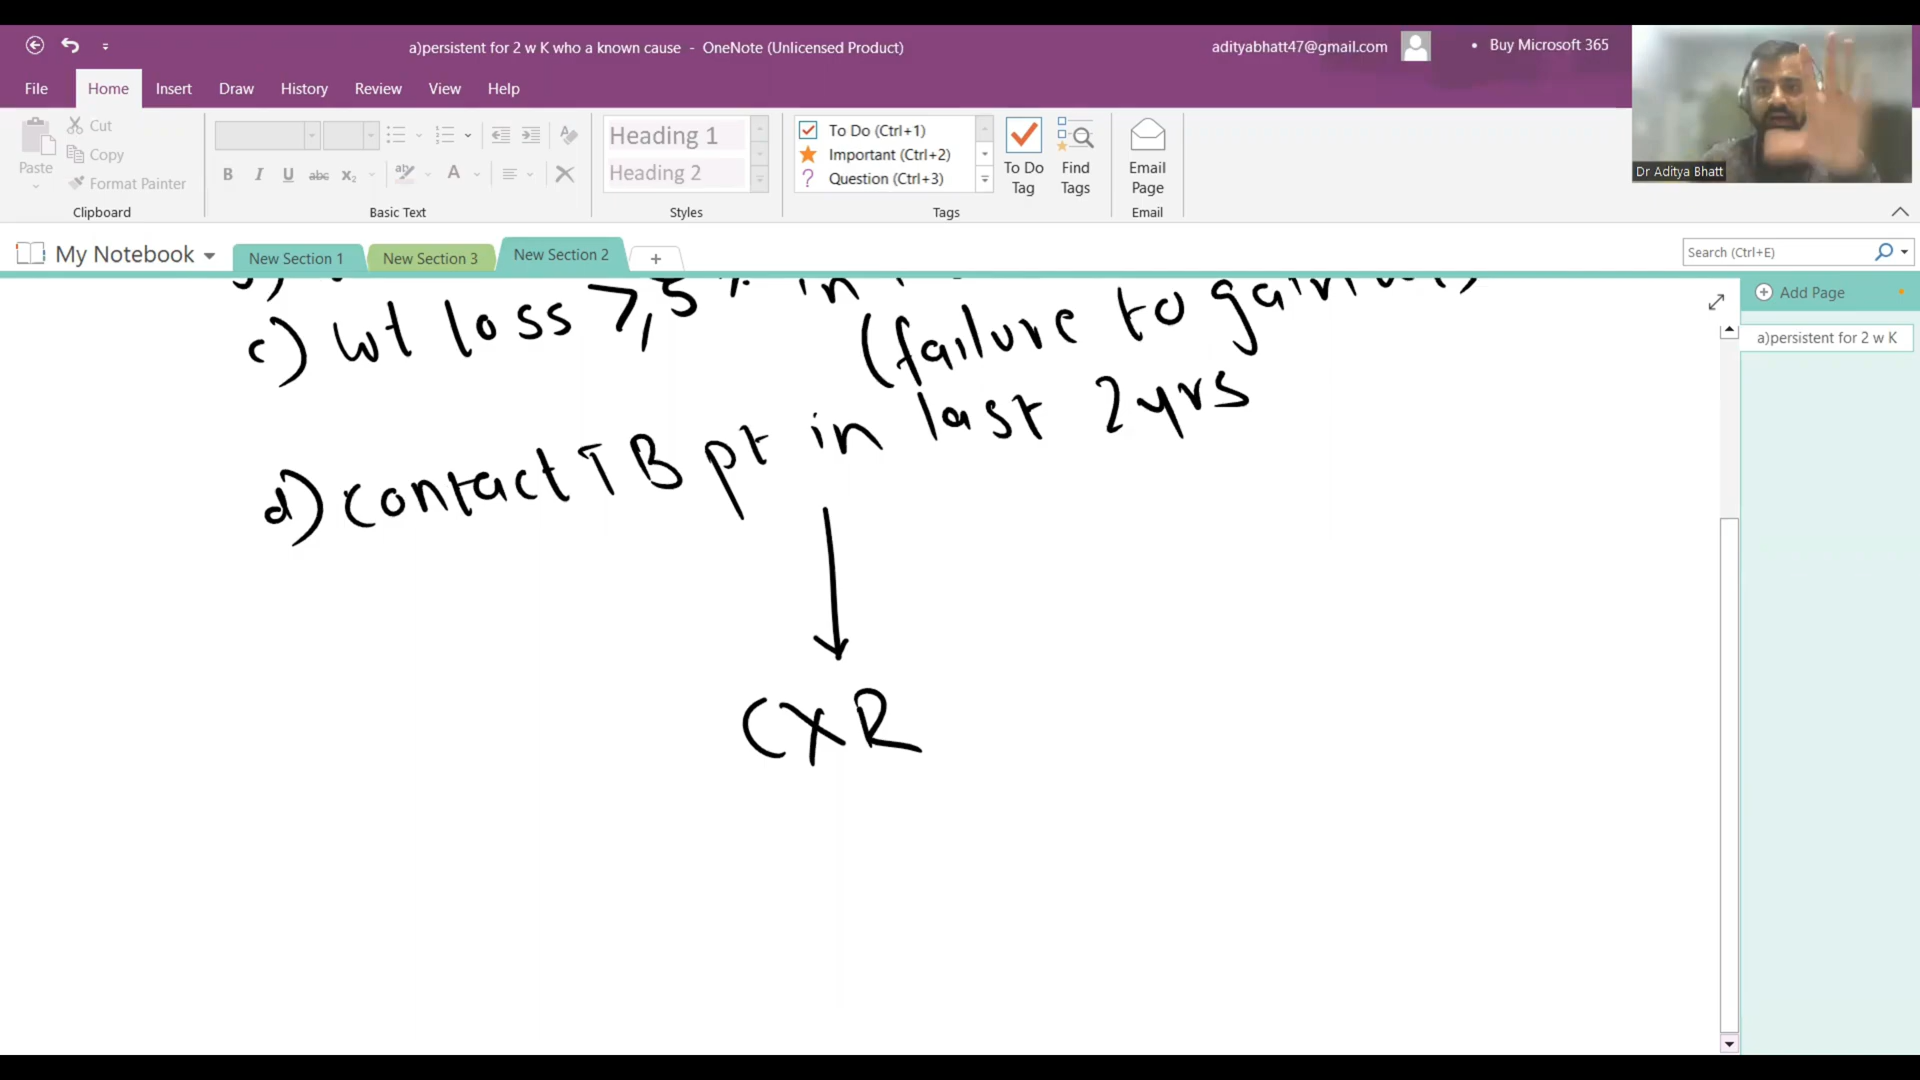 a)persistent for 2 w K who a known cause - OneNote (Unlicensed Product)
adityabhatt47@gmail.com
Buy Microsoft 365
File Home Insert Draw History Review View Help
Paste
Cut
Copy
Format Painter
Clipboard
B I U abc x₂ A
Basic Text
Heading 1
Heading 2
Styles
To Do (Ctrl+1)
Important (Ctrl+2)
Question (Ctrl+3)
To Do Tag
Find Tags
Tags
Email Page
Email
Dr Aditya Bhatt
My Notebook
New Section 1
New Section 3
New Section 2
+
Search (Ctrl+E)
Add Page
a)persistent for 2 w K
c) wt loss ≥5% in
(failure to gain
d) contact TB pt in last 2yrs
CXR